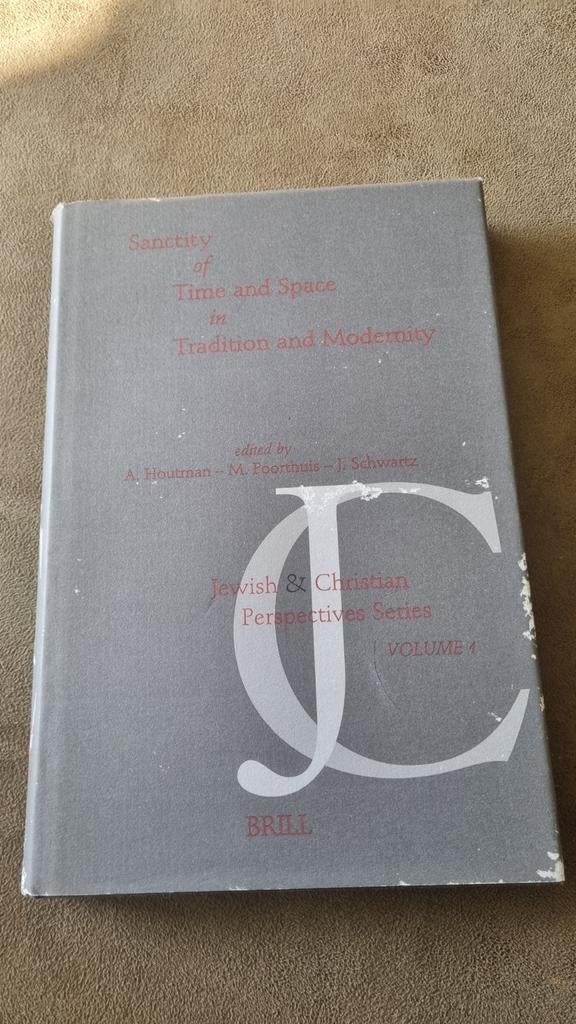 Sanctity
of
Time and Space
in
Tradition and Modernity
edited by
A. Houtman – M. Poorthuis – J. Schwartz
JC
Jewish & Christian
Perspectives Series
VOLUME 1
BRILL